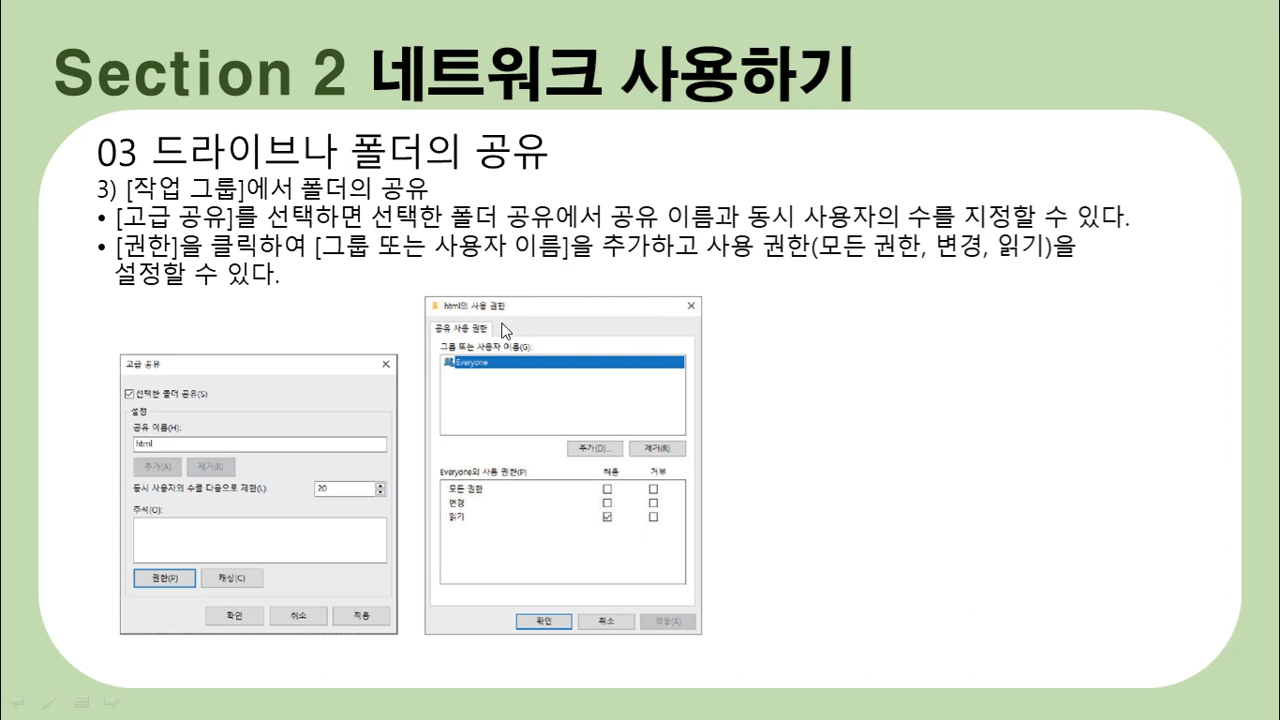 Section 2 네트워크 사용하기
03 드라이브나 폴더의 공유
3) [작업 그룹]에서 폴더의 공유
• [고급 공유]를 선택하면 선택한 폴더 공유에서 공유 이름과 동시 사용자의 수를 지정할 수 있다.
• [권한]을 클릭하여 [그룹 또는 사용자 이름]을 추가하고 사용 권한(모든 권한, 변경, 읽기)을
설정할 수 있다.
고급 공유
선택한 폴더 공유(S)
설정
공유 이름(H):
html
추가(A) 제거(R)
동시 사용자의 수를 다음으로 제한(L): 20
주석(O):
권한(P) 캐싱(C)
확인 취소 적용
html의 사용 권한
공유 사용 권한
그룹 또는 사용자 이름(G):
Everyone
추가(D)... 제거(R)
Everyone의 사용 권한(P) 허용 거부
모든 권한
변경
읽기
확인 취소 적용(A)